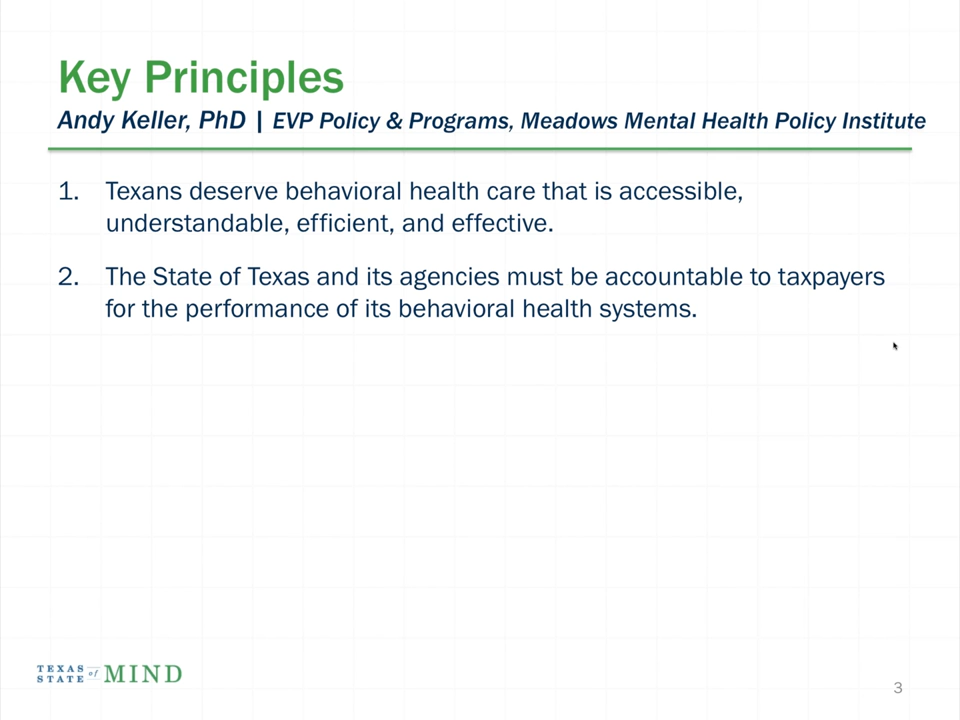 Key Principles
Andy Keller, PhD | EVP Policy & Programs, Meadows Mental Health Policy Institute
1. Texans deserve behavioral health care that is accessible,
understandable, efficient, and effective.
2. The State of Texas and its agencies must be accountable to taxpayers
for the performance of its behavioral health systems.
TEXAS
STATE of MIND
3